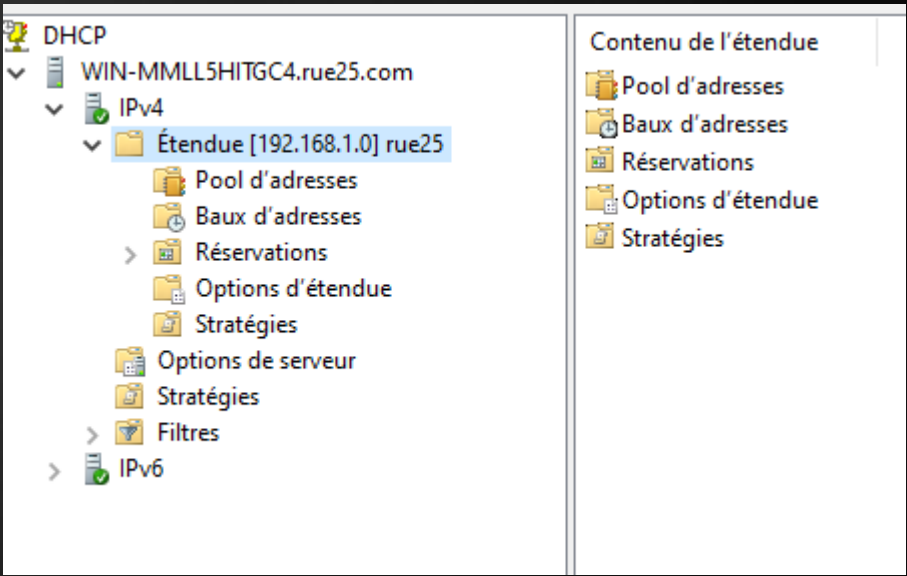 DHCP
WIN-MMLL5HITGC4.rue25.com
IPv4
Étendue [192.168.1.0] rue25
Pool d'adresses
Baux d'adresses
Réservations
Options d'étendue
Stratégies
Options de serveur
Stratégies
Filtres
IPv6
Contenu de l'étendue
Pool d'adresses
Baux d'adresses
Réservations
Options d'étendue
Stratégies